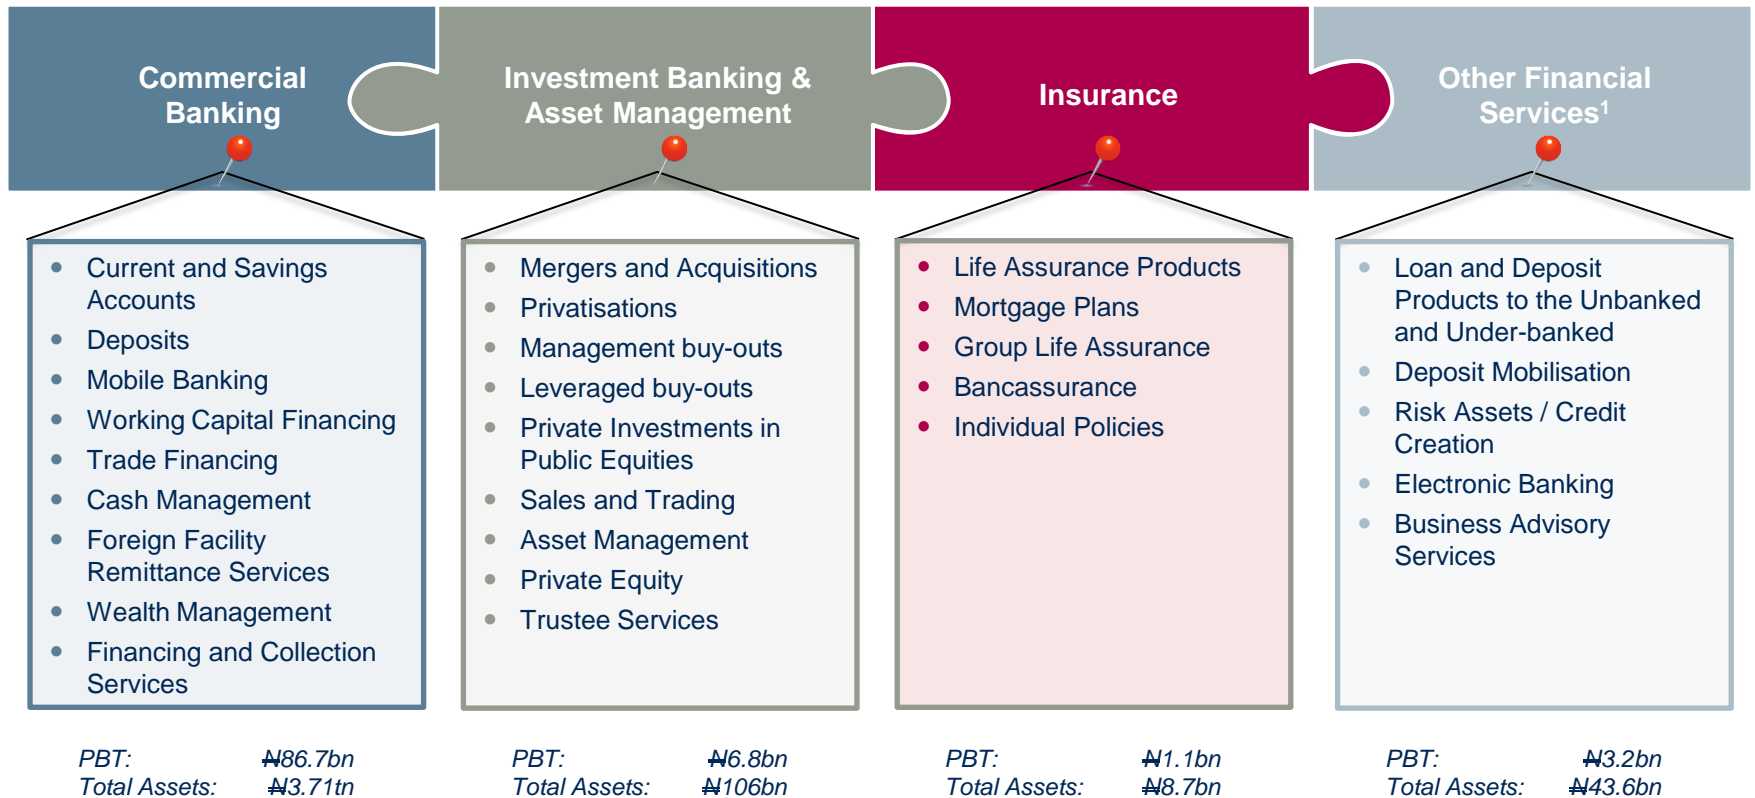 Commercial
Banking
Investment Banking &
Asset Management
Insurance
Other Financial
Services¹
• Current and Savings
Accounts
• Deposits
• Mobile Banking
• Working Capital Financing
• Trade Financing
• Cash Management
• Foreign Facility
Remittance Services
• Wealth Management
• Financing and Collection
Services
• Mergers and Acquisitions
• Privatisations
• Management buy-outs
• Leveraged buy-outs
• Private Investments in
Public Equities
• Sales and Trading
• Asset Management
• Private Equity
• Trustee Services
• Life Assurance Products
• Mortgage Plans
• Group Life Assurance
• Bancassurance
• Individual Policies
• Loan and Deposit
Products to the Unbanked
and Under-banked
• Deposit Mobilisation
• Risk Assets / Credit
Creation
• Electronic Banking
• Business Advisory
Services
PBT: ₦86.7bn
Total Assets: ₦3.71tn
PBT: ₦6.8bn
Total Assets: ₦106bn
PBT: ₦1.1bn
Total Assets: ₦8.7bn
PBT: ₦3.2bn
Total Assets: ₦43.6bn